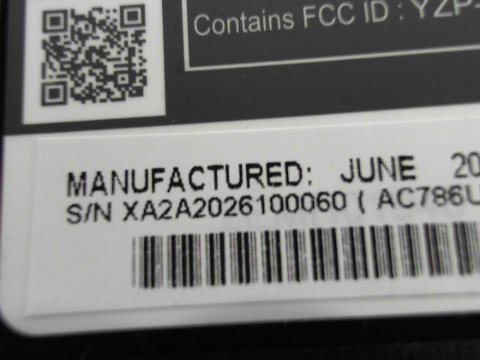 Contains FCC ID : YZP-
MANUFACTURED: JUNE 20
S/N XA2A2026100060 ( AC786U